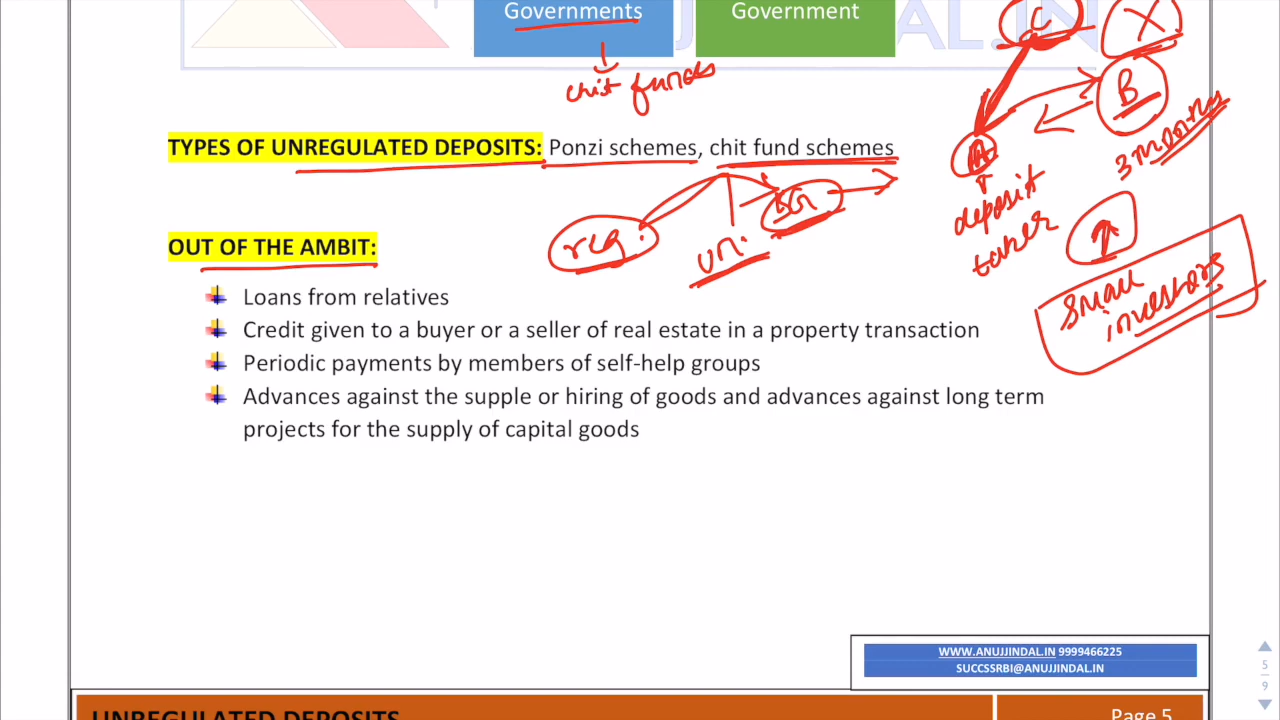 Governments
Government
C
X
chit funds
B
TYPES OF UNREGULATED DEPOSITS: Ponzi schemes, chit fund schemes
A
3 months
deposit
taker
reg.
un.
OUT OF THE AMBIT:
small
investors
Loans from relatives
Credit given to a buyer or a seller of real estate in a property transaction
Periodic payments by members of self-help groups
Advances against the supple or hiring of goods and advances against long term
projects for the supply of capital goods
WWW.ANUJJINDAL.IN 9999466225
SUCCSSRBI@ANUJJINDAL.IN
5
9
UNREGULATED DEPOSITS
Page 5